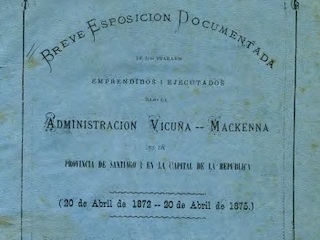 BREVE ESPOSICION DOCUMENTADA
DE LOS TRABAJOS
EMPRENDIDOS I EJECUTADOS
BAJO LA
ADMINISTRACION VICUÑA -- MACKENNA
EN LA
PROVINCIA DE SANTIAGO I EN LA CAPITAL DE LA REPUBLICA
(20 de Abril de 1872 -- 20 de Abril de 1875.)